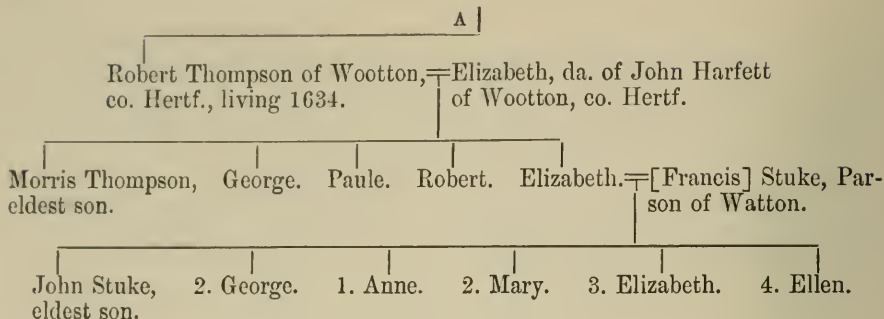 A
Robert Thompson of Wootton,
co. Hertf., living 1634.
Elizabeth, da. of John Harfett
of Wootton, co. Hertf.
Morris Thompson,
eldest son.
George.
Paule.
Robert.
Elizabeth.
[Francis] Stuke, Par-
son of Watton.
John Stuke,
eldest son.
2. George.
1. Anne.
2. Mary.
3. Elizabeth.
4. Ellen.